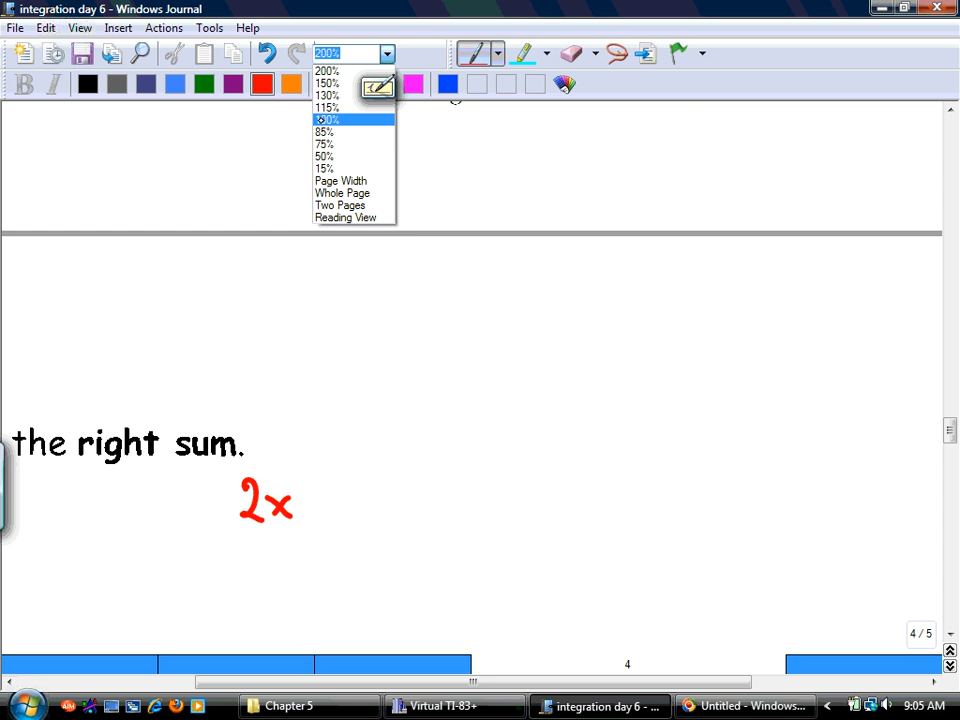 integration day 6 - Windows Journal
File Edit View Insert Actions Tools Help
200%
B I
200%
150%
130%
115%
100%
85%
75%
50%
15%
Page Width
Whole Page
Two Pages
Reading View
the right sum.
2x
4 / 5
4
Chapter 5 Virtual TI-83+ integration day 6 - ... Untitled - Windows... 9:05 AM